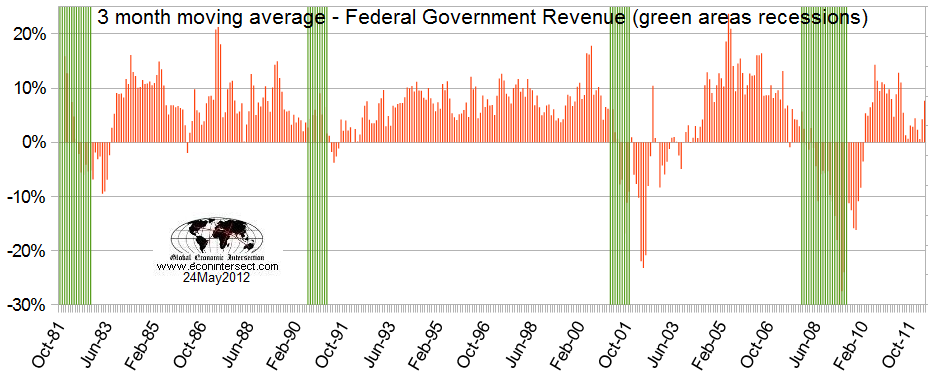 3 month moving average - Federal Government Revenue (green areas recessions)
20%
10%
0%
-10%
-20%
-30%
Global Economic Intersection
www.econintersect.com
24May2012
Oct-81
Jun-83
Feb-85
Oct-86
Jun-88
Feb-90
Oct-91
Jun-93
Feb-95
Oct-96
Jun-98
Feb-00
Oct-01
Jun-03
Feb-05
Oct-06
Jun-08
Feb-10
Oct-11